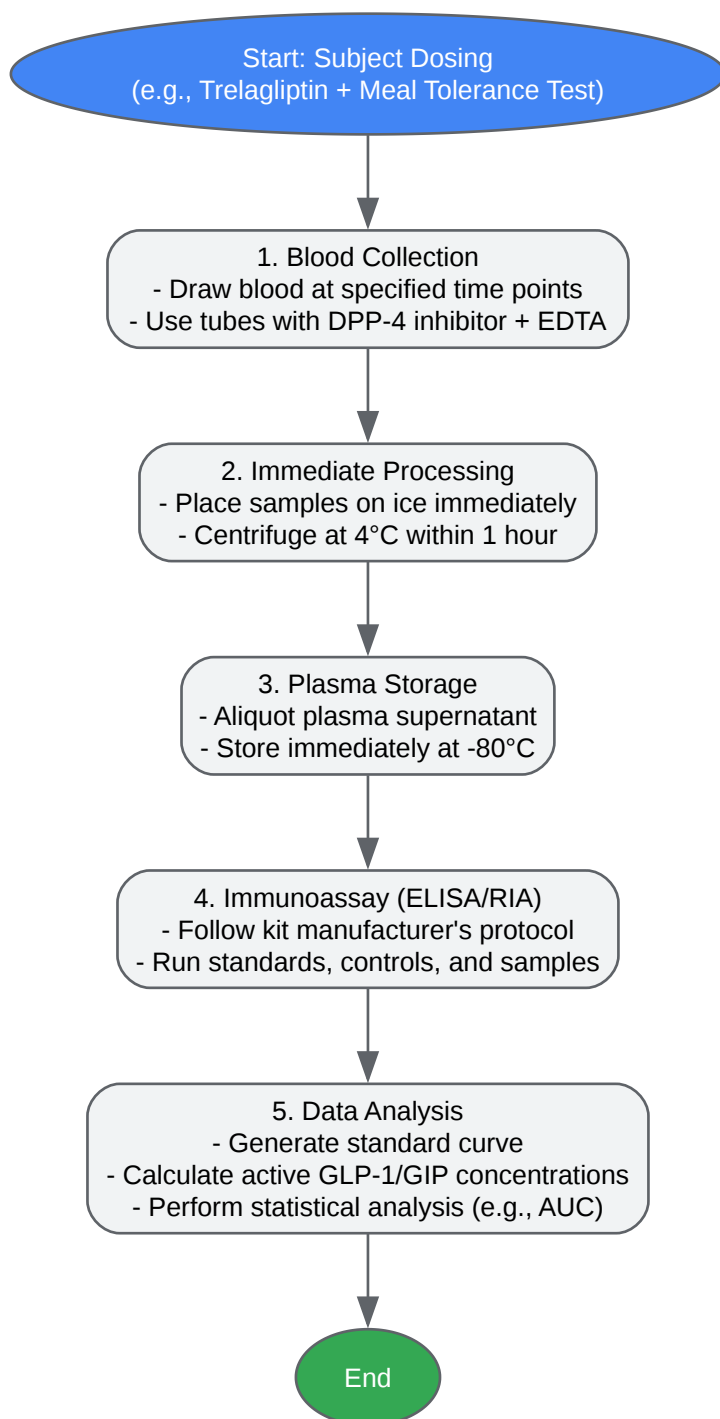 Start: Subject Dosing
(e.g., Trelagliptin + Meal Tolerance Test)
1. Blood Collection
- Draw blood at specified time points
- Use tubes with DPP-4 inhibitor + EDTA
2. Immediate Processing
- Place samples on ice immediately
- Centrifuge at 4°C within 1 hour
3. Plasma Storage
- Aliquot plasma supernatant
- Store immediately at -80°C
4. Immunoassay (ELISA/RIA)
- Follow kit manufacturer's protocol
- Run standards, controls, and samples
5. Data Analysis
- Generate standard curve
- Calculate active GLP-1/GIP concentrations
- Perform statistical analysis (e.g., AUC)
End